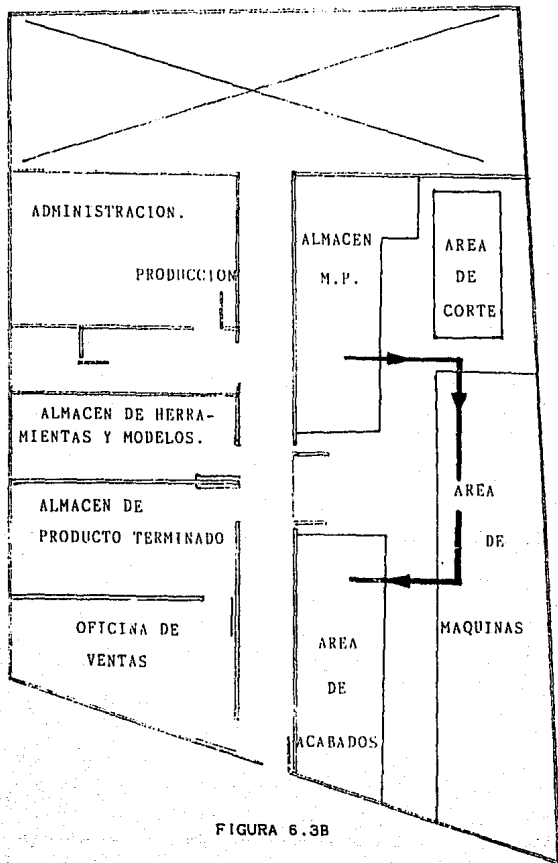 ADMINISTRACION.
PRODUCCION
ALMACEN
M.P.
AREA
DE
CORTE
ALMACEN DE HERRA-
MIENTAS Y MODELOS.
ALMACEN DE
PRODUCTO TERMINADO
OFICINA DE
VENTAS
AREA
DE
MAQUINAS
AREA
DE
ACABADOS
FIGURA 6.3B